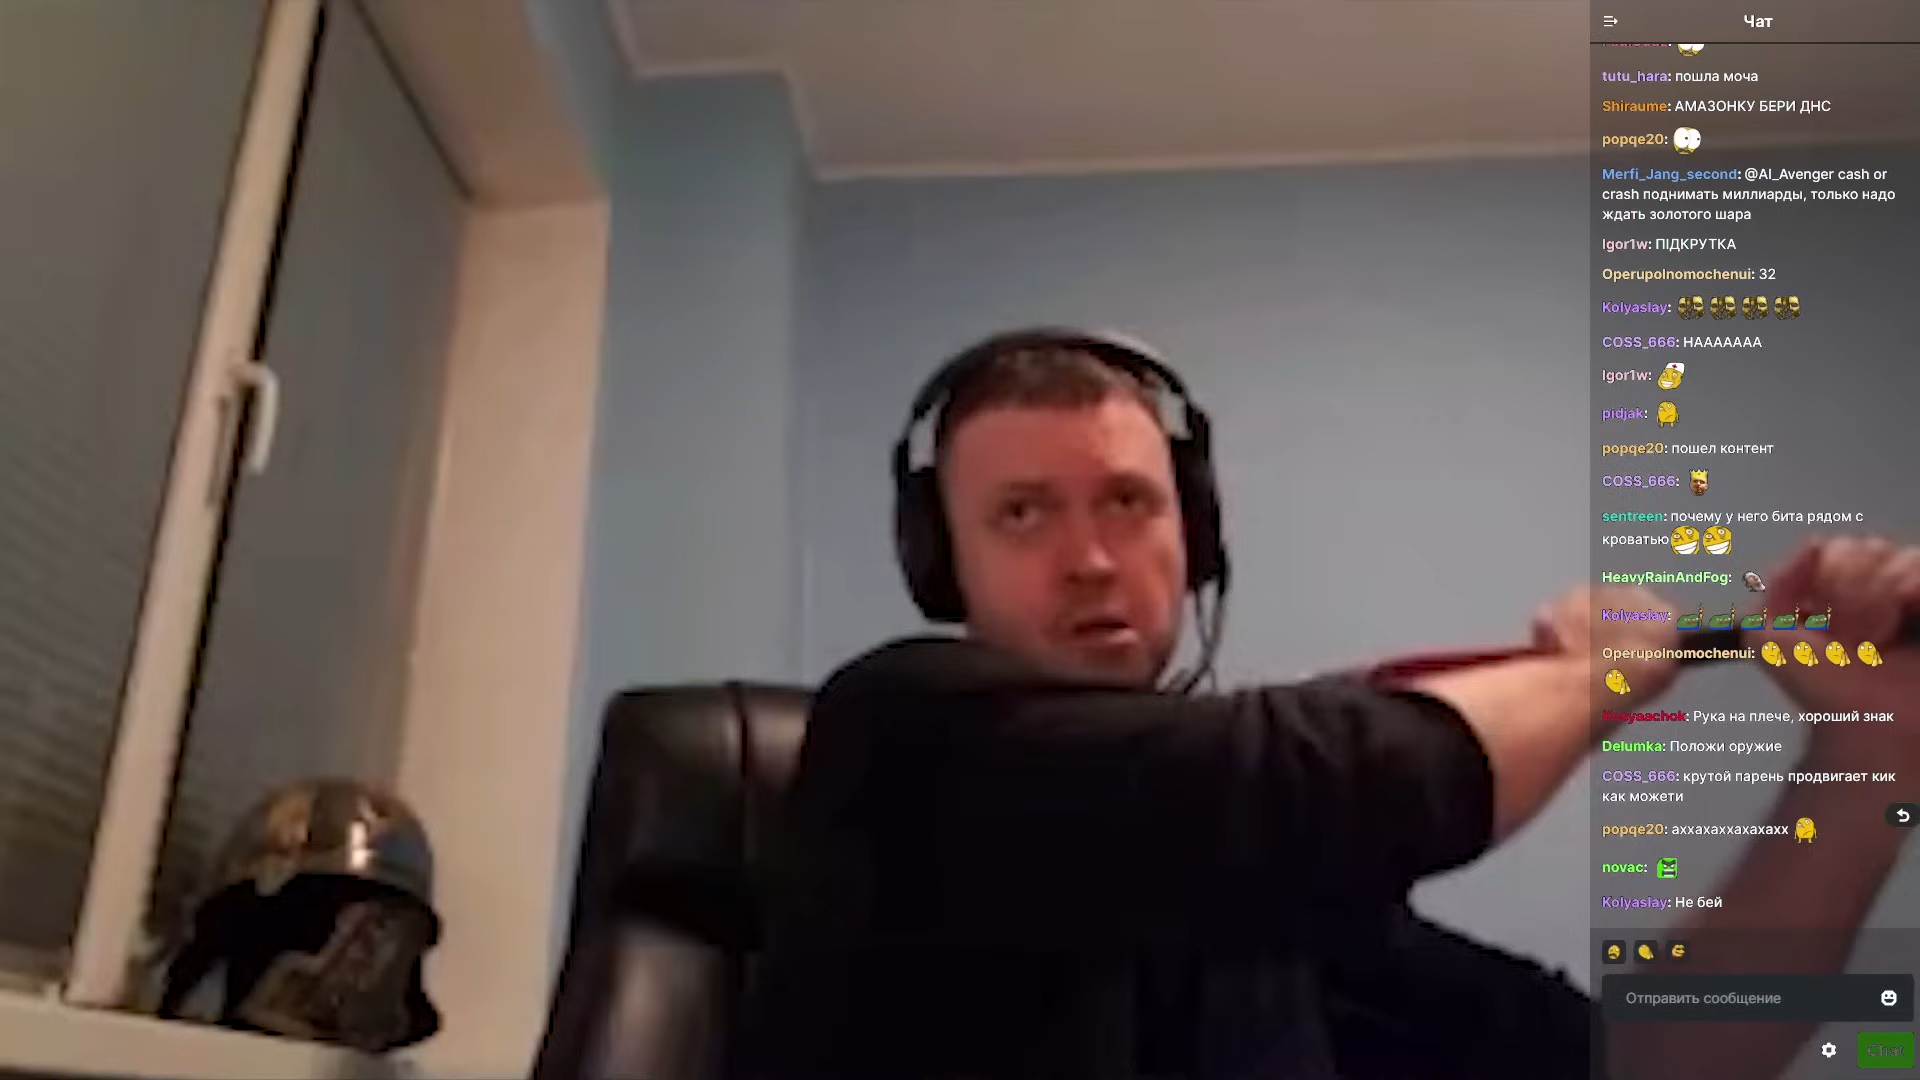 Чат
tutu_hara: пошла моча
Shiraume: АМАЗОНКУ БЕРИ ДНС
popqe20:
Merfi_Jang_second: @AI_Avenger cash or
crash поднимать миллиарды, только надо
ждать золотого шара
Igor1w: ПІДКРУТКА
Operupolnomochenui: 32
Kolyaslay:
COSS_666: НААААААА
Igor1w:
pidjak:
popqe20: пошел контент
COSS_666:
sentreen: почему у него бита рядом с
кроватью
HeavyRainAndFog:
Kolyaslay:
Operupolnomochenui:
: Рука на плече, хороший знак
Delumka: Положи оружие
COSS_666: крутой парень продвигает кик
как можети
popqe20: аххахаххахахахх
novac:
Kolyaslay: Не бей
Отправить сообщение
Chat